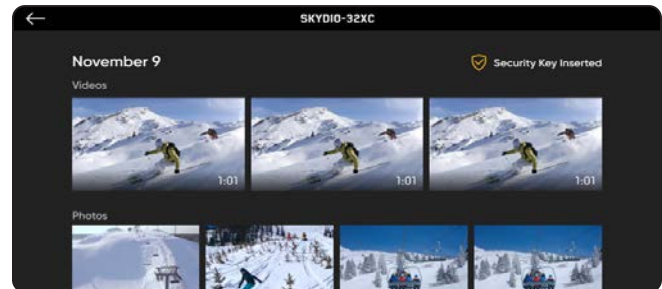 SKYDIO-32XC
November 9
Security Key Inserted
Videos
1:01
1:01
1:01
Photos